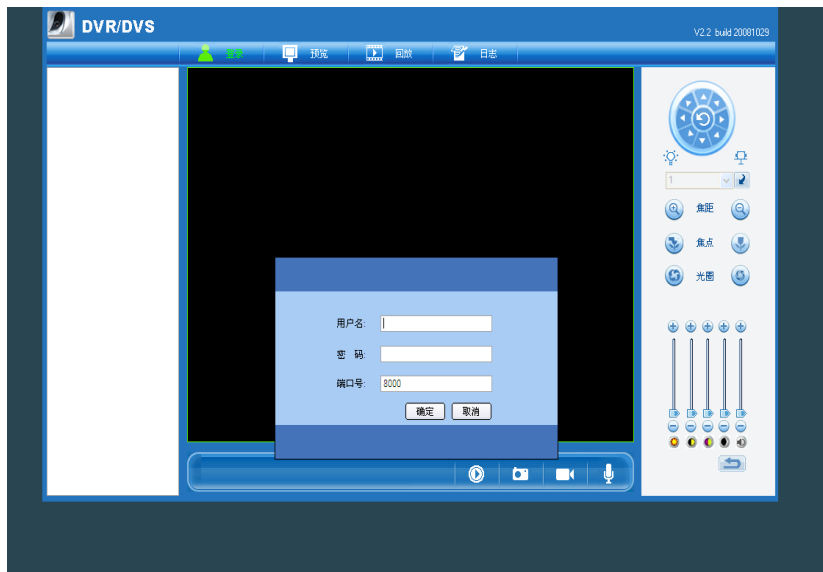 DVR/DVS
V2.2 build 20081029
登录 预览 回放 日志
1
焦距
焦点
光圈
用户名:
密 码:
端口号: 8000
确定 取消